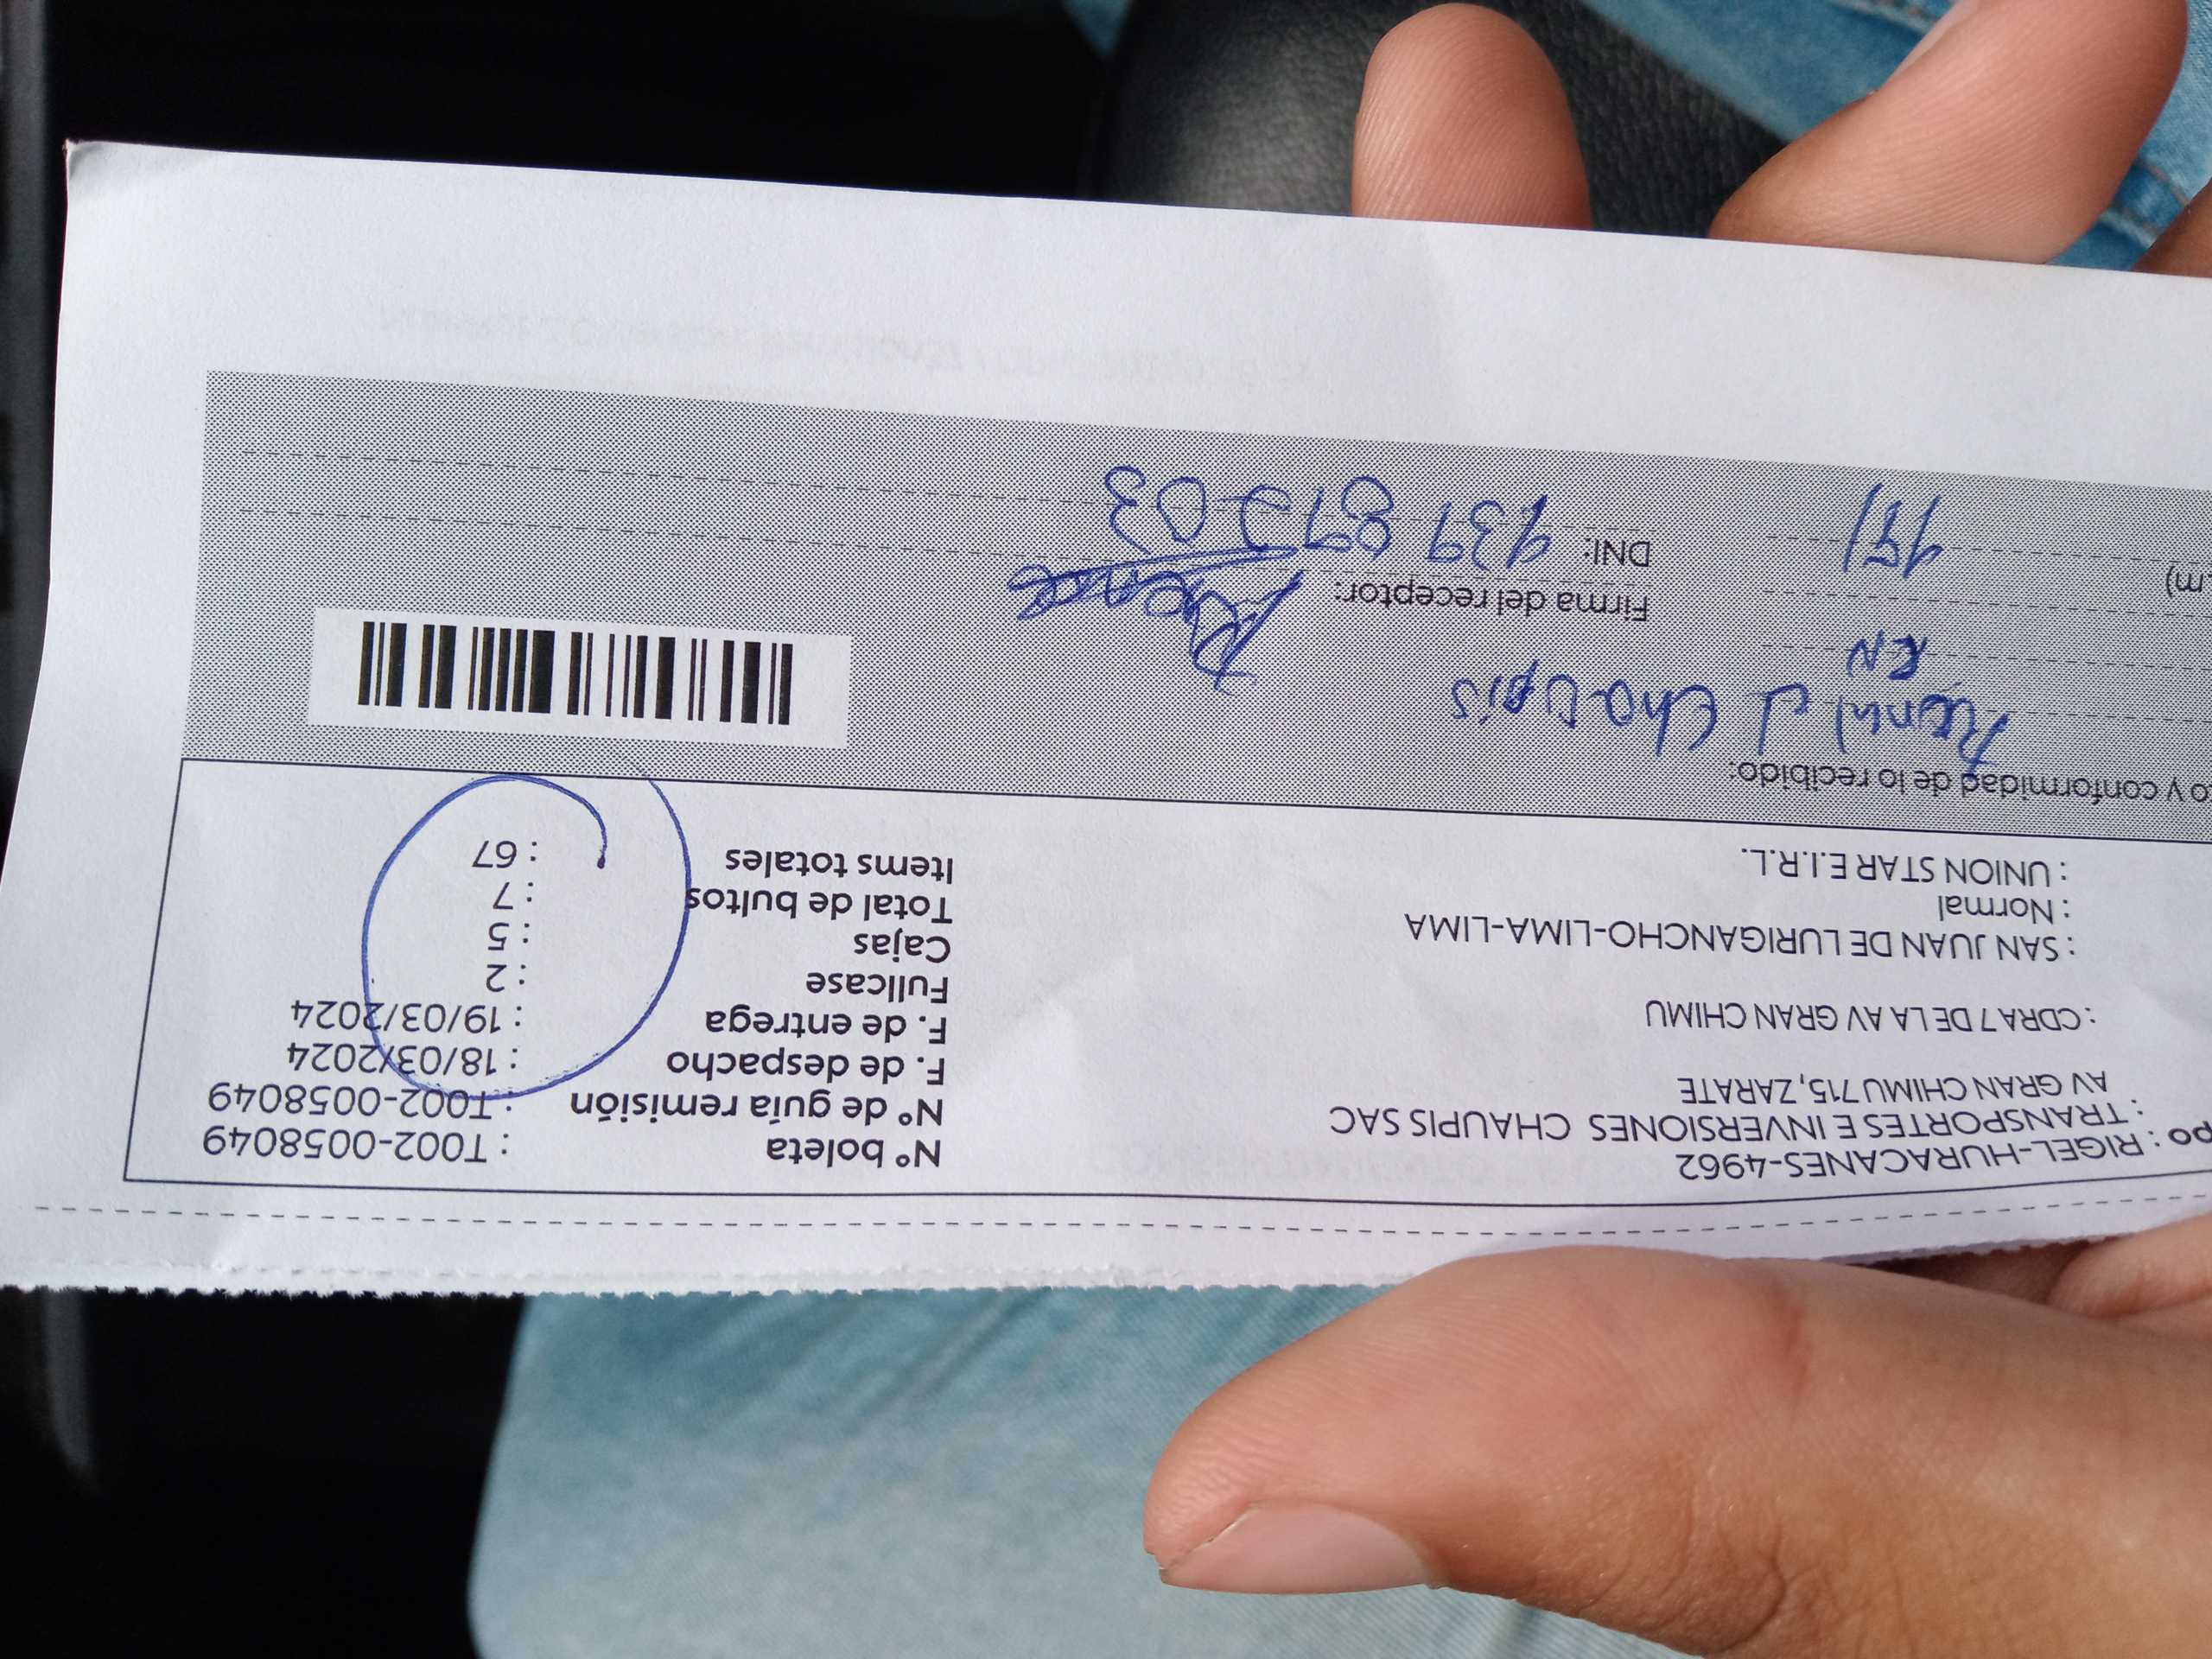 po : RIGEL-HURACANES-4962
: TRANSPORTES E INVERSIONES CHAUPIS SAC
AV GRAN CHIMU 715, ZARATE
: CDRA 7 DE LA AV GRAN CHIMU
: SAN JUAN DE LURIGANCHO-LIMA-LIMA
: Normal
: UNION STAR E.I.R.L.
N° boleta : T002-0058049
N° de guía remisión : T002-0058049
F. de despacho : 18/03/2024
F. de entrega : 19/03/2024
Fullcase : 2
Cajas : 5
Total de bultos : 7
Items totales : 67
o y conformidad de lo recibido:
Firma del receptor:
.m)
DNI: